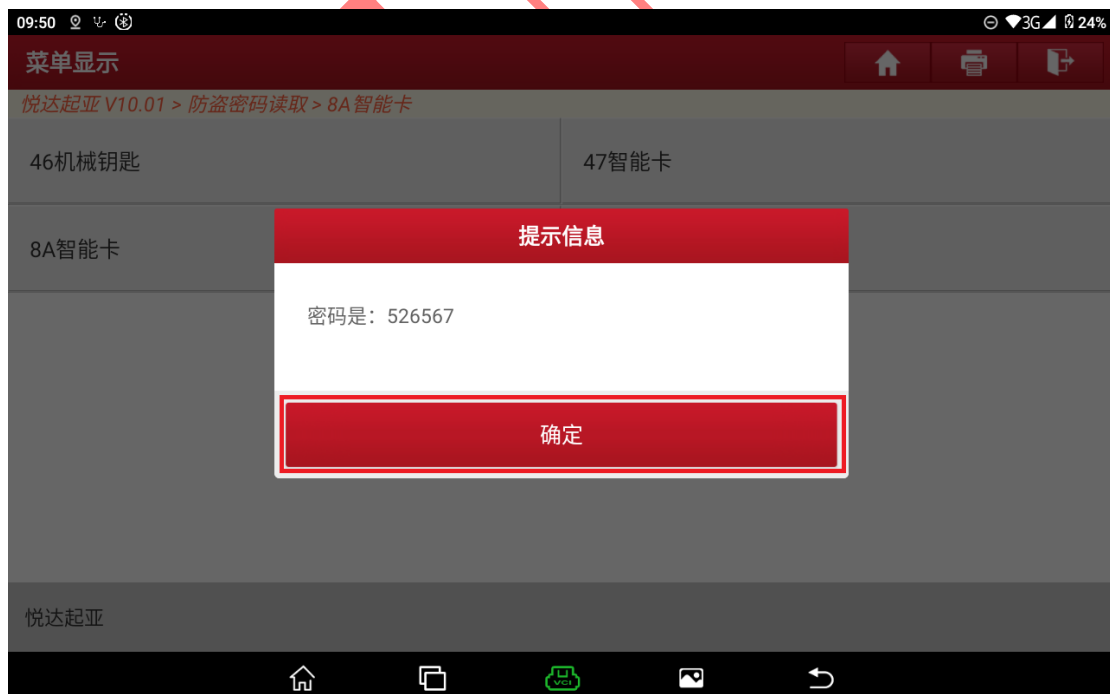 09:50
3G 24%
菜单显示
悦达起亚 V10.01 > 防盗密码读取 > 8A智能卡
46机械钥匙
47智能卡
8A智能卡
提示信息
密码是：526567
确定
悦达起亚
VCI